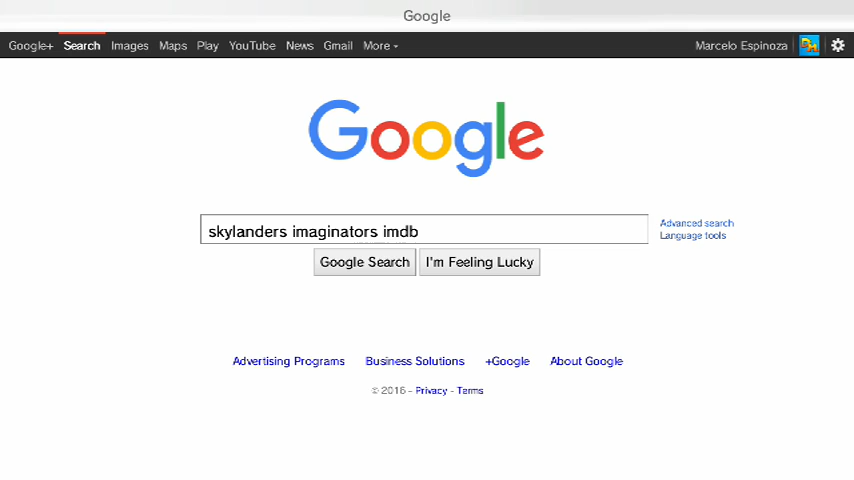 Google
Google+ Search Images Maps Play YouTube News Gmail More Marcelo Espinoza
Google
skylanders imaginators imdb
Advanced search
Language tools
Google Search I'm Feeling Lucky
Advertising Programs Business Solutions +Google About Google
© 2016 - Privacy - Terms